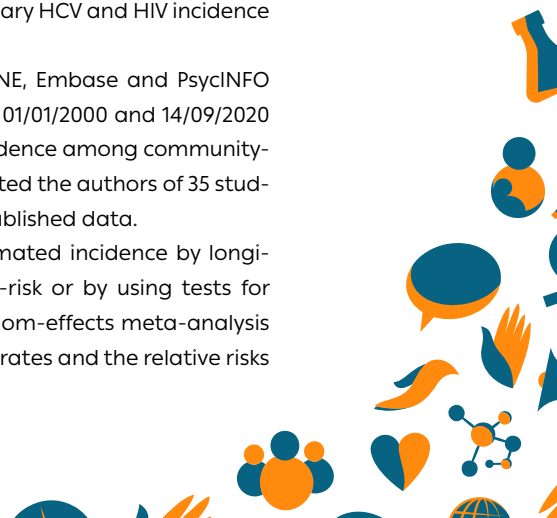 ary HCV and HIV incidence
NE, Embase and PsycINFO
01/01/2000 and 14/09/2020
dence among community-
ted the authors of 35 stud-
ublished data.
mated incidence by longi-
-risk or by using tests for
om-effects meta-analysis
rates and the relative risks